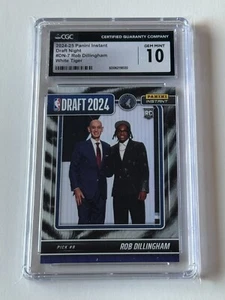 CGC
CERTIFIED GUARANTY COMPANY
2024-25 Panini Instant
Draft Night
#DN-7 Rob Dillingham
White Tiger
GEM MINT
10
DRAFT 2024
PANINI
INSTANT
RC
PICK #8
ROB DILLINGHAM